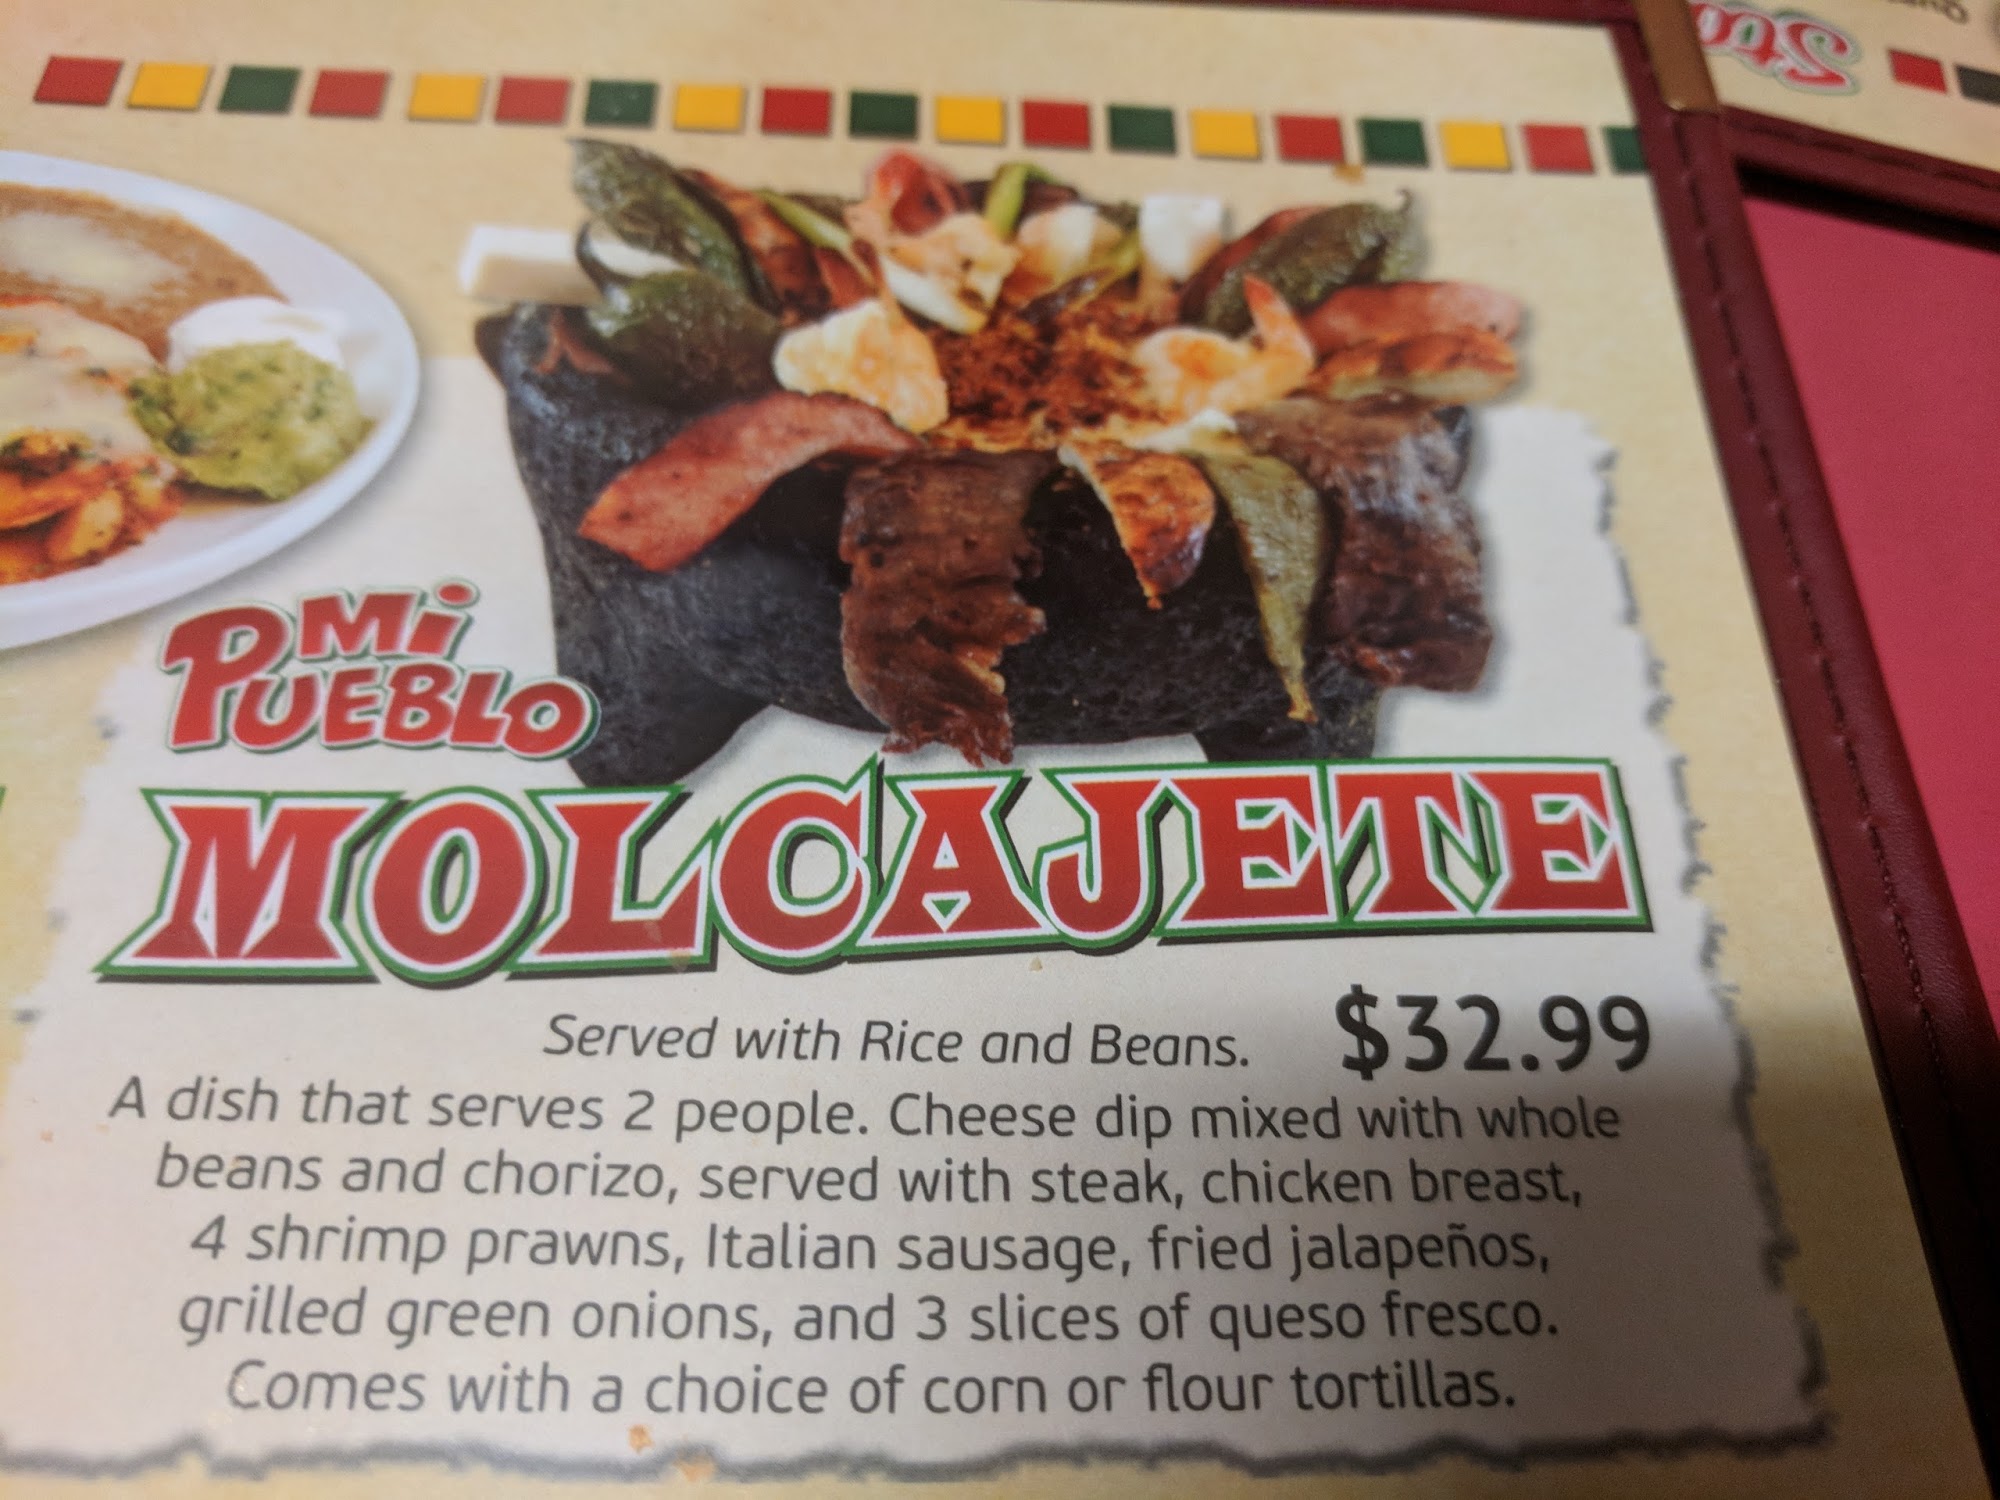 Mi
Pueblo
MOLCAJETE
Served with Rice and Beans. $32.99
A dish that serves 2 people. Cheese dip mixed with whole
beans and chorizo, served with steak, chicken breast,
4 shrimp prawns, Italian sausage, fried jalapeños,
grilled green onions, and 3 slices of queso fresco.
Comes with a choice of corn or flour tortillas.